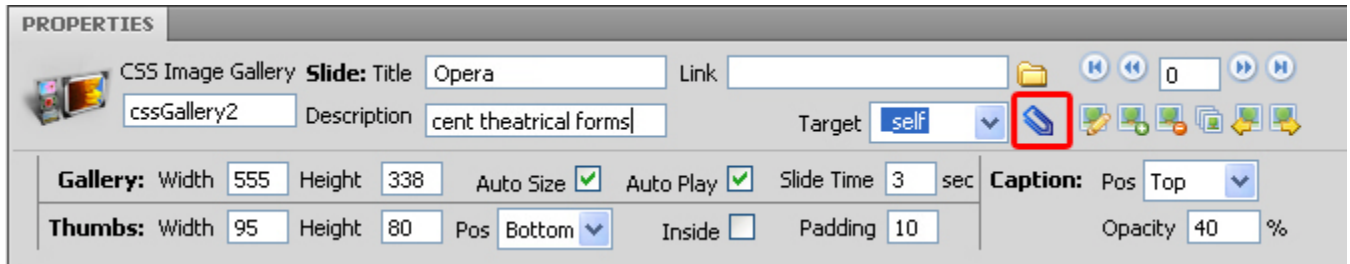 PROPERTIES
CSS Image Gallery Slide: Title Opera Link 0
cssGallery2 Description cent theatrical forms Target _self
Gallery: Width 555 Height 338 Auto Size Auto Play Slide Time 3 sec Caption: Pos Top
Thumbs: Width 95 Height 80 Pos Bottom Inside Padding 10 Opacity 40 %